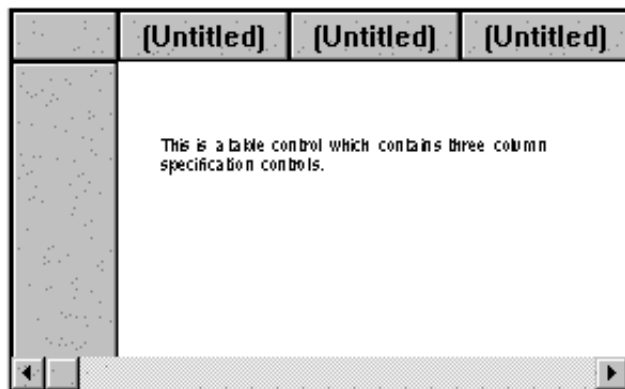 (Untitled) (Untitled) (Untitled)
This is a table control which contains three column
specification controls.